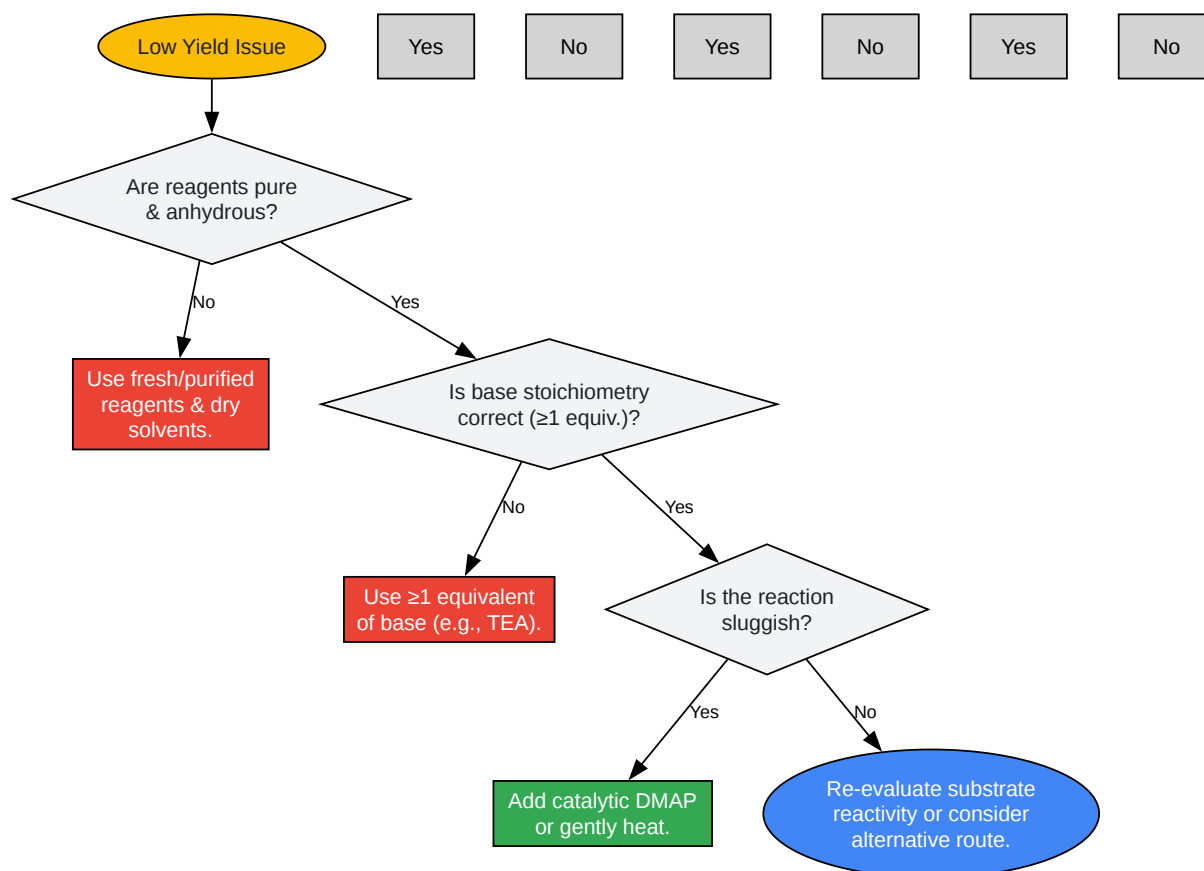 Low Yield Issue
Yes
No
Yes
No
Yes
No
Are reagents pure
& anhydrous?
No
Yes
Use fresh/purified
reagents & dry
solvents.
Is base stoichiometry
correct (≥1 equiv.)?
No
Yes
Use ≥1 equivalent
of base (e.g., TEA).
Is the reaction
sluggish?
Yes
No
Add catalytic DMAP
or gently heat.
Re-evaluate substrate
reactivity or consider
alternative route.